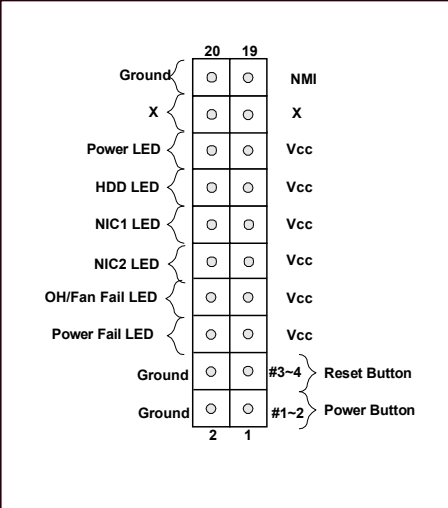 20 19
Ground NMI
X X
Power LED Vcc
HDD LED Vcc
NIC1 LED Vcc
NIC2 LED Vcc
OH/Fan Fail LED Vcc
Power Fail LED Vcc
Ground #3~4 Reset Button
Ground #1~2 Power Button
2 1